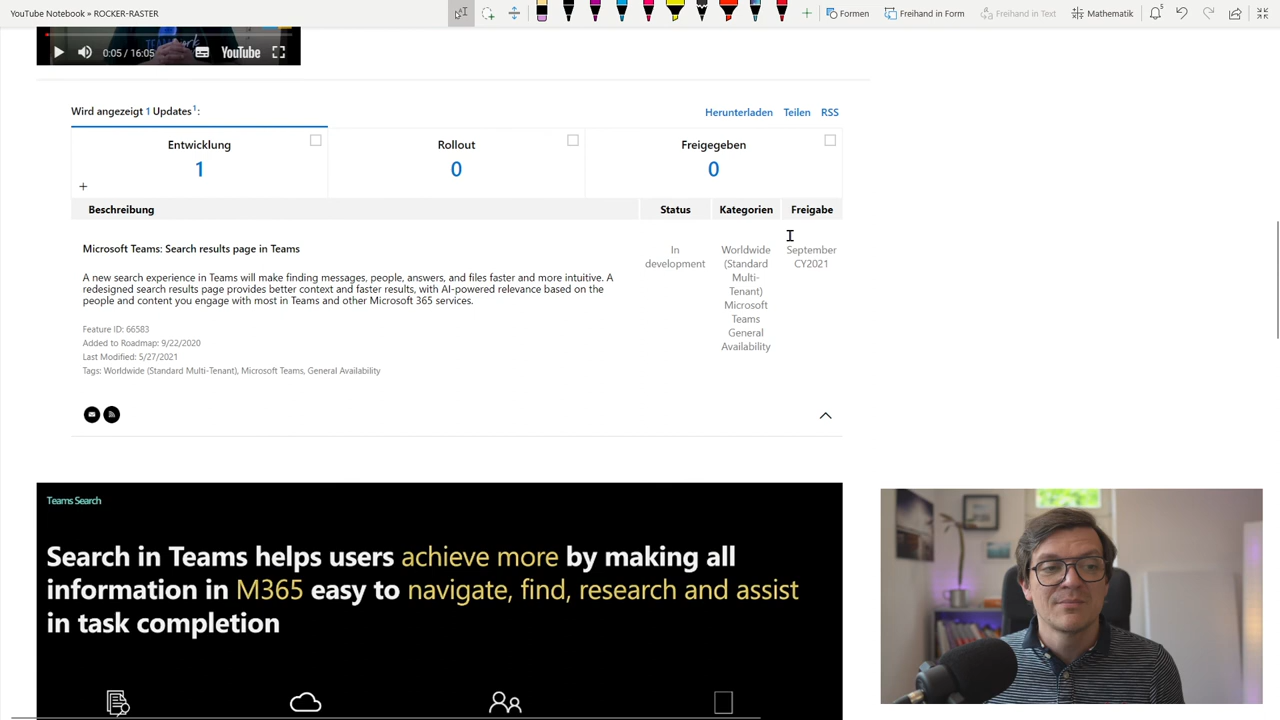 YouTube Notebook » ROCKER-RASTER
Formen
Freihand in Form
Freihand in Text
Mathematik
5
0:05 / 16:05
YouTube
Wird angezeigt 1 Updates1:
Herunterladen Teilen RSS
Entwicklung
1
Rollout
0
Freigegeben
0
Beschreibung Status Kategorien Freigabe
Microsoft Teams: Search results page in Teams
A new search experience in Teams will make finding messages, people, answers, and files faster and more intuitive. A
redesigned search results page provides better context and faster results, with AI-powered relevance based on the
people and content you engage with most in Teams and other Microsoft 365 services.
Feature ID: 66583
Added to Roadmap: 9/22/2020
Last Modified: 5/27/2021
Tags: Worldwide (Standard Multi-Tenant), Microsoft Teams, General Availability
In
development
Worldwide
(Standard
Multi-
Tenant)
Microsoft
Teams
General
Availability
September
CY2021
Teams Search
Search in Teams helps users achieve more by making all
information in M365 easy to navigate, find, research and assist
in task completion